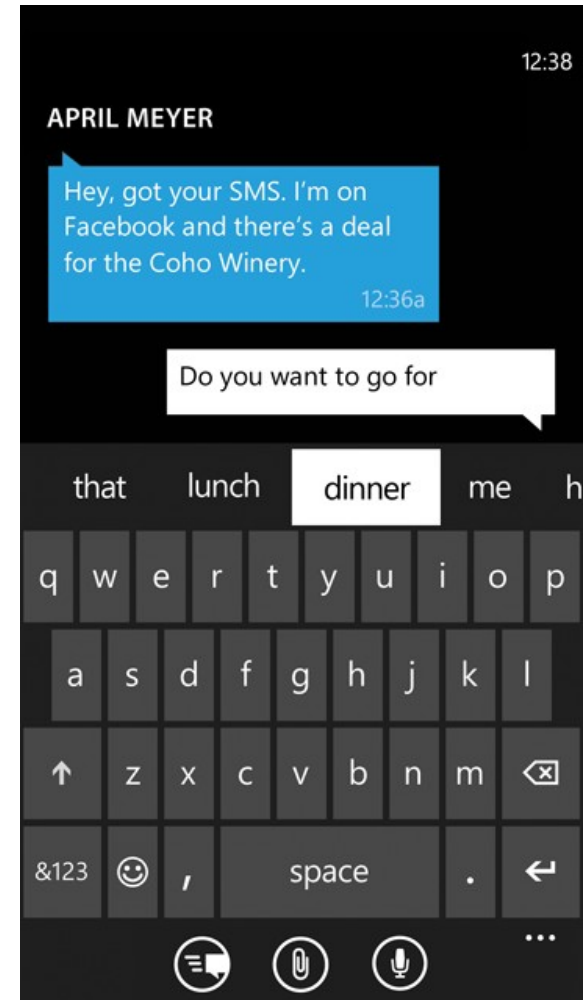 12:38
APRIL MEYER
Hey, got your SMS. I'm on
Facebook and there's a deal
for the Coho Winery.
12:36a
Do you want to go for
that lunch dinner me h
q w e r t y u i o p
a s d f g h j k l
z x c v b n m
&123 , space .